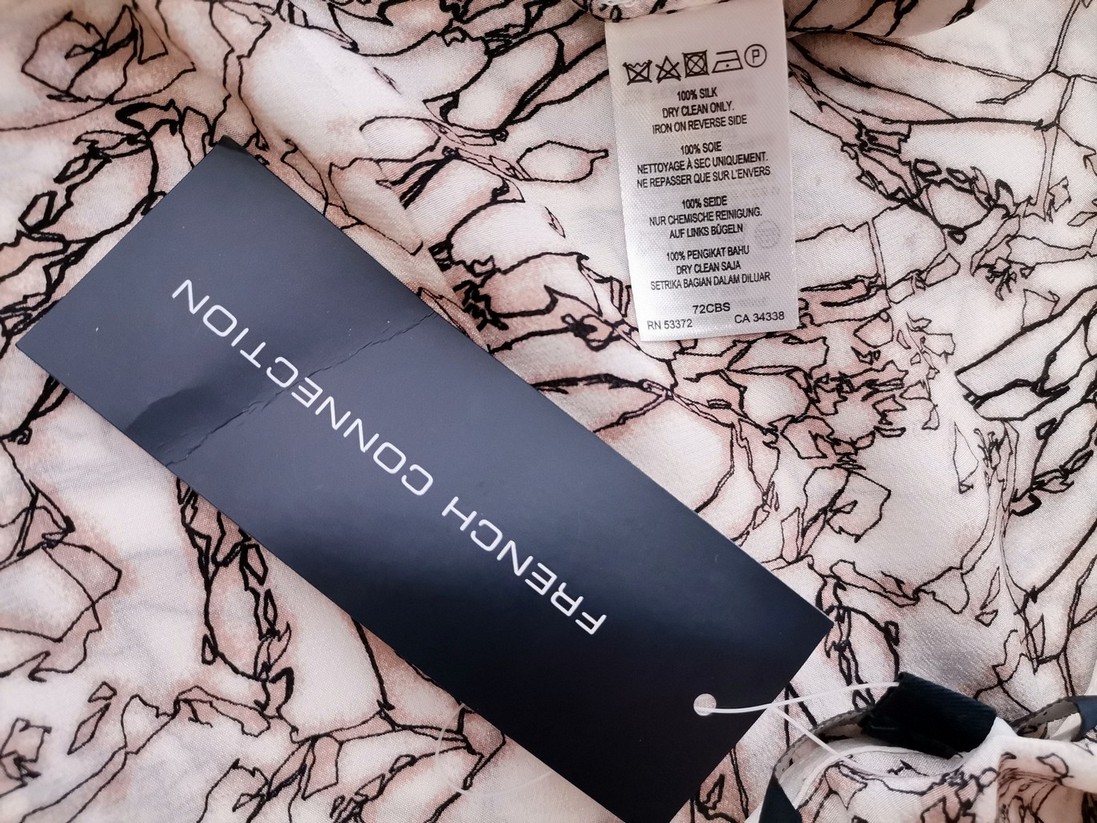 FRENCH CONNECTION
P
100% SILK
DRY CLEAN ONLY.
IRON ON REVERSE SIDE
100% SOIE
NETTOYAGE À SEC UNIQUEMENT.
NE REPASSER QUE SUR L'ENVERS
100% SEIDE
NUR CHEMISCHE REINIGUNG.
AUF LINKS BÜGELN
100% PENGIKAT BAHU
DRY CLEAN SAJA
SETRIKA BAGIAN DALAM DILUAR
72CBS
RN 53372 CA 34338